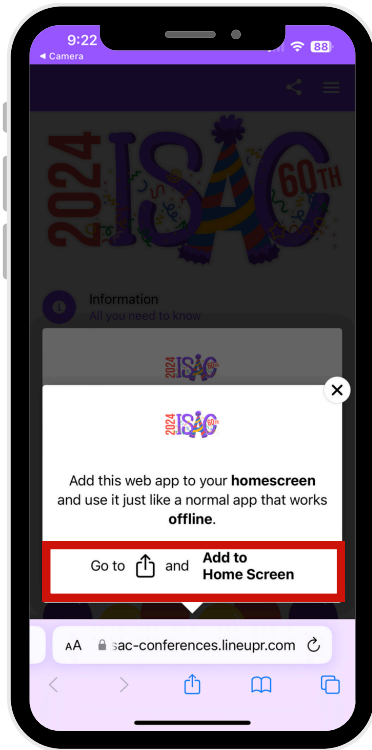 9:22
88
◀ Camera
2024 ISAC 60TH
Information
All you need to know
2024 ISAC
2024 ISAC
Add this web app to your homescreen
and use it just like a normal app that works
offline.
Go to and Add to
Home Screen
AA sac-conferences.lineupr.com